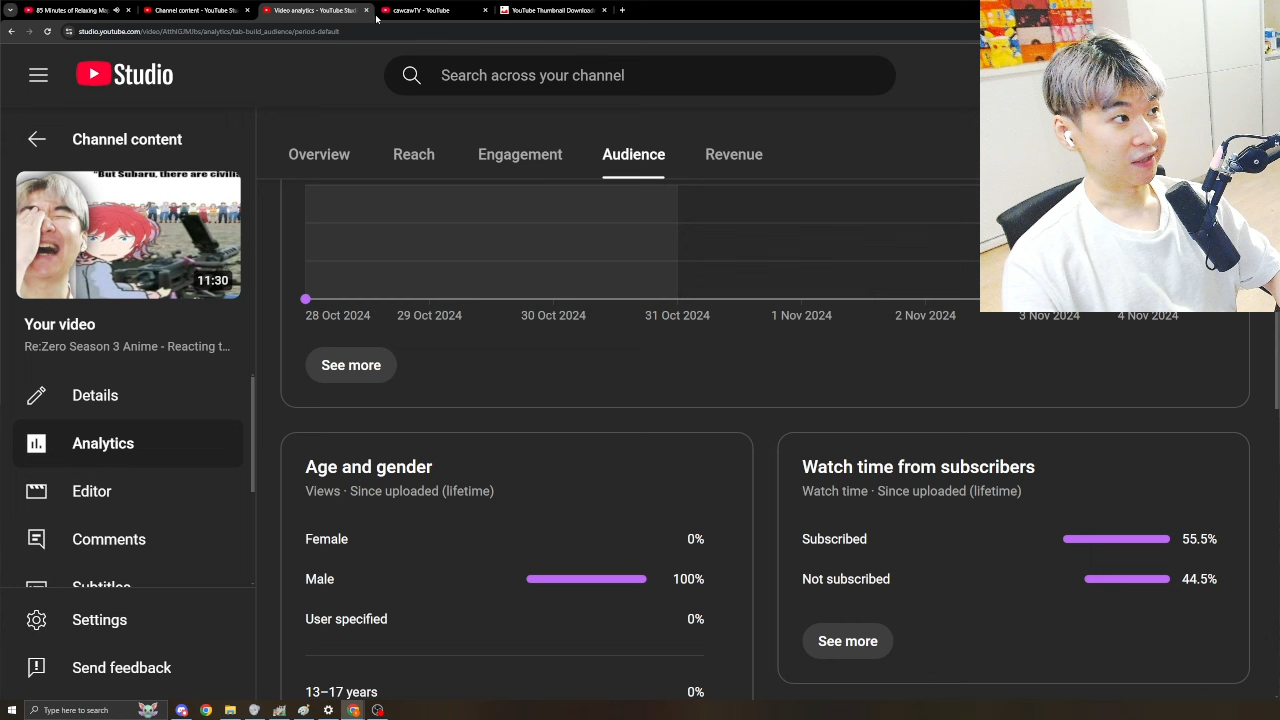 85 Minutes of Relaxing Ma
Channel content - YouTube Stu
Video analytics - YouTube Stud
cawcawTV - YouTube
YouTube Thumbnail Download
studio.youtube.com/video/AtthGJMJbs/analytics/tab-build_audience/period-default
Studio
Search across your channel
Channel content
"But Subaru, there are civilia
11:30
Your video
Re:Zero Season 3 Anime - Reacting t...
Details
Analytics
Editor
Comments
Subtitles
Settings
Send feedback
Overview
Reach
Engagement
Audience
Revenue
28 Oct 2024
29 Oct 2024
30 Oct 2024
31 Oct 2024
1 Nov 2024
2 Nov 2024
3 Nov 2024
4 Nov 2024
See more
Age and gender
Views · Since uploaded (lifetime)
Female 0%
Male 100%
User specified 0%
13–17 years 0%
Watch time from subscribers
Watch time · Since uploaded (lifetime)
Subscribed 55.5%
Not subscribed 44.5%
See more
Type here to search